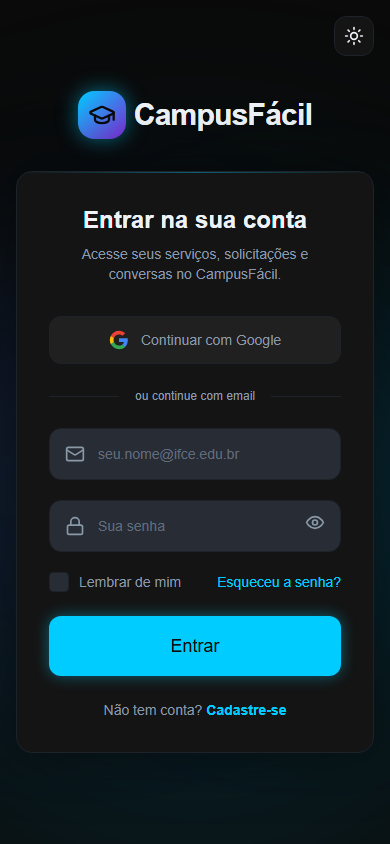 CampusFácil
Entrar na sua conta
Acesse seus serviços, solicitações e
conversas no CampusFácil.
Continuar com Google
ou continue com email
seu.nome@ifce.edu.br
Sua senha
Lembrar de mim
Esqueceu a senha?
Entrar
Não tem conta? Cadastre-se